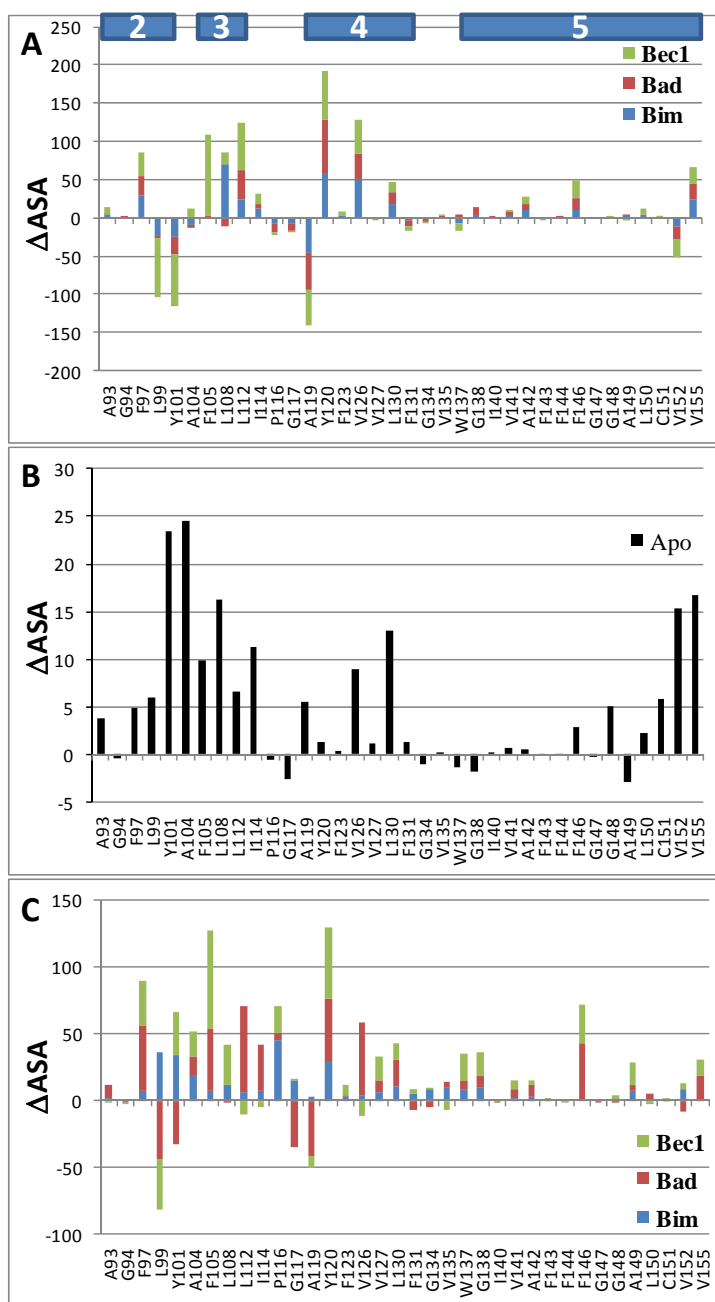 2 3 4 5
A
Bec1
Bad
Bim
ΔASA
250
200
150
100
50
0
-50
-100
-150
-200
A93 G94 F97 L99 Y101 A104 F105 L108 L112 I114 P116 G117 A119 Y120 F123 V126 V127 L130 F131 G134 V135 W137 G138 I140 V141 A142 F143 F144 F146 G147 G148 A149 L150 C151 V152 V155
B
Apo
ΔASA
30
25
20
15
10
5
0
-5
A93 G94 F97 L99 Y101 A104 F105 L108 L112 I114 P116 G117 A119 Y120 F123 V126 V127 L130 F131 G134 V135 W137 G138 I140 V141 A142 F143 F144 F146 G147 G148 A149 L150 C151 V152 V155
C
ΔASA
150
100
50
0
-50
-100
Bec1
Bad
Bim
A93 G94 F97 L99 Y101 A104 F105 L108 L112 I114 P116 G117 A119 Y120 F123 V126 V127 L130 F131 G134 V135 W137 G138 I140 V141 A142 F143 F144 F146 G147 G148 A149 L150 C151 V152 V155